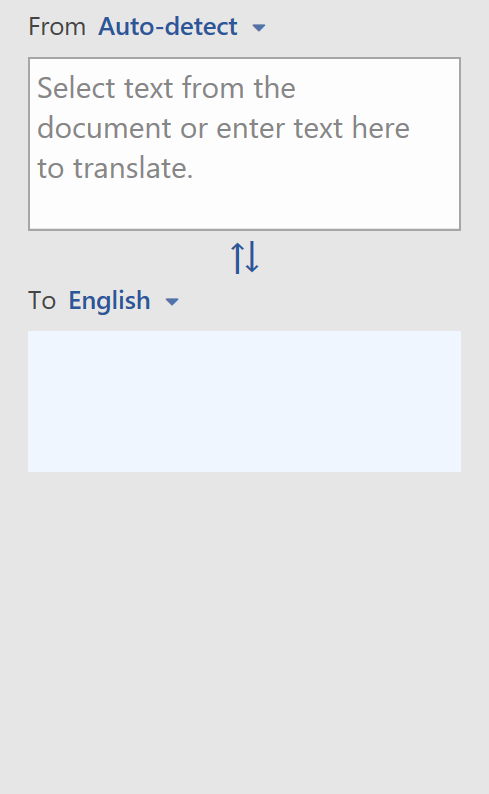 From Auto-detect
Select text from the
document or enter text here
to translate.
To English